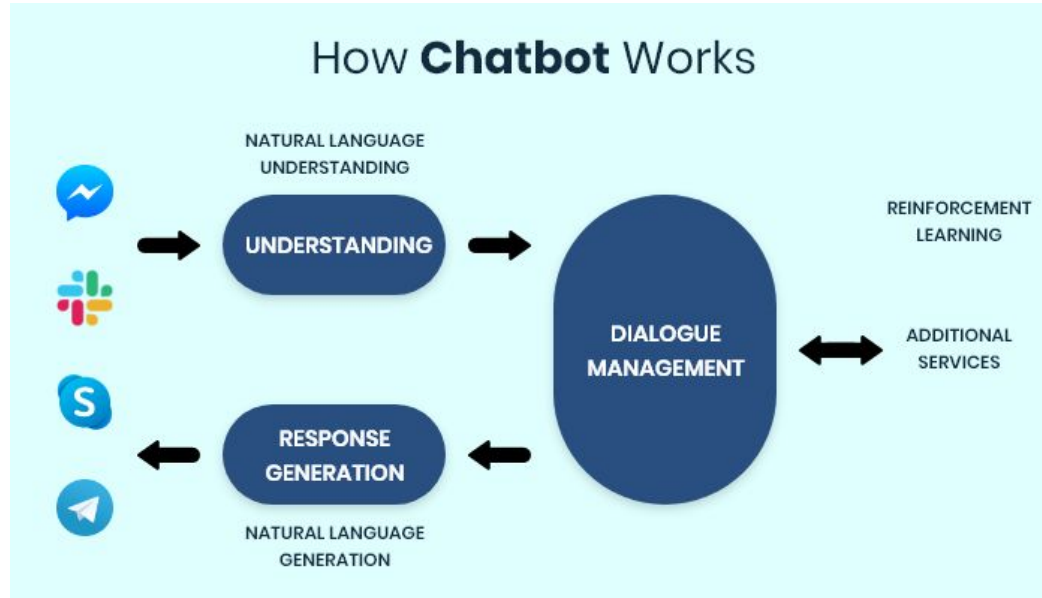 How Chatbot Works
NATURAL LANGUAGE
UNDERSTANDING
UNDERSTANDING
DIALOGUE
MANAGEMENT
REINFORCEMENT
LEARNING
ADDITIONAL
SERVICES
S
RESPONSE
GENERATION
NATURAL LANGUAGE
GENERATION